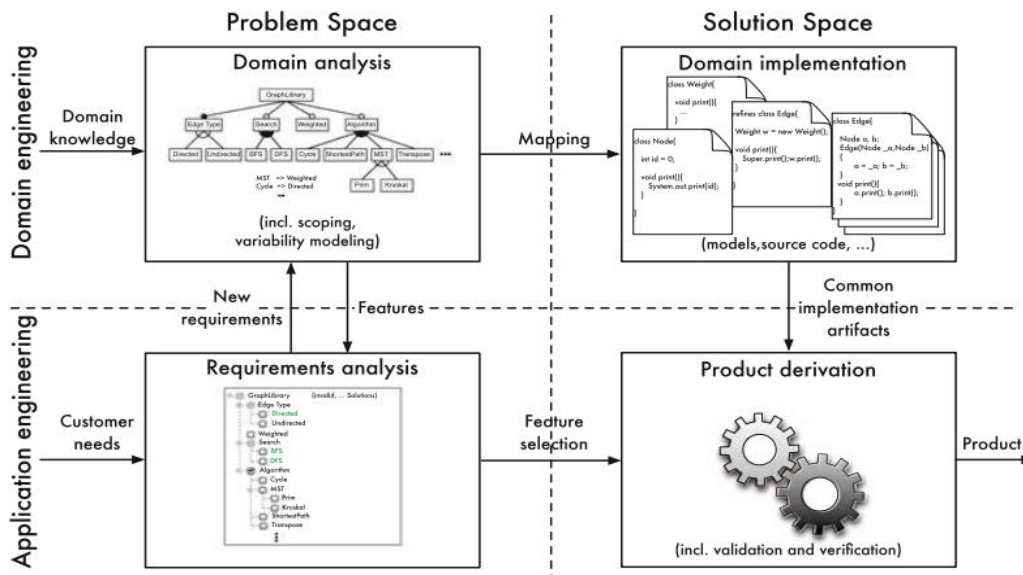 Problem Space
Solution Space
Domain engineering
Application engineering
Domain
knowledge
Domain analysis
GraphLibrary
Edge Type
Search
Weighted
Algorithm
Directed
Undirected
BFS
DFS
Cycle
ShortestPath
MST
Transpose
MST => Weighted
Cycle => Directed
Prim
Kruskal
(incl. scoping,
variability modeling)
Mapping
Domain implementation
class Weight{
void print(){
...
}
refines class Edge{
Weight w = new Weight();
void print(){
Super.print();w.print();
}
}
class Node{
int id = 0;
void print(){
System.out.print(id);
}
}
class Edge{
Node a, b;
Edge(Node _a,Node _b)
{
a = _a; b = _b;
}
void print(){
a.print(); b.print();
}
}
(models,source code, ...)
New
requirements
Features
Common
implementation
artifacts
Customer
needs
Requirements analysis
GraphLibrary (invalid, ... Solutions)
Edge Type
Directed
Undirected
Weighted
Search
BFS
DFS
Algorithm
Cycle
MST
Prim
Kruskal
ShortestPath
Transpose
Feature
selection
Product derivation
(incl. validation and verification)
Product